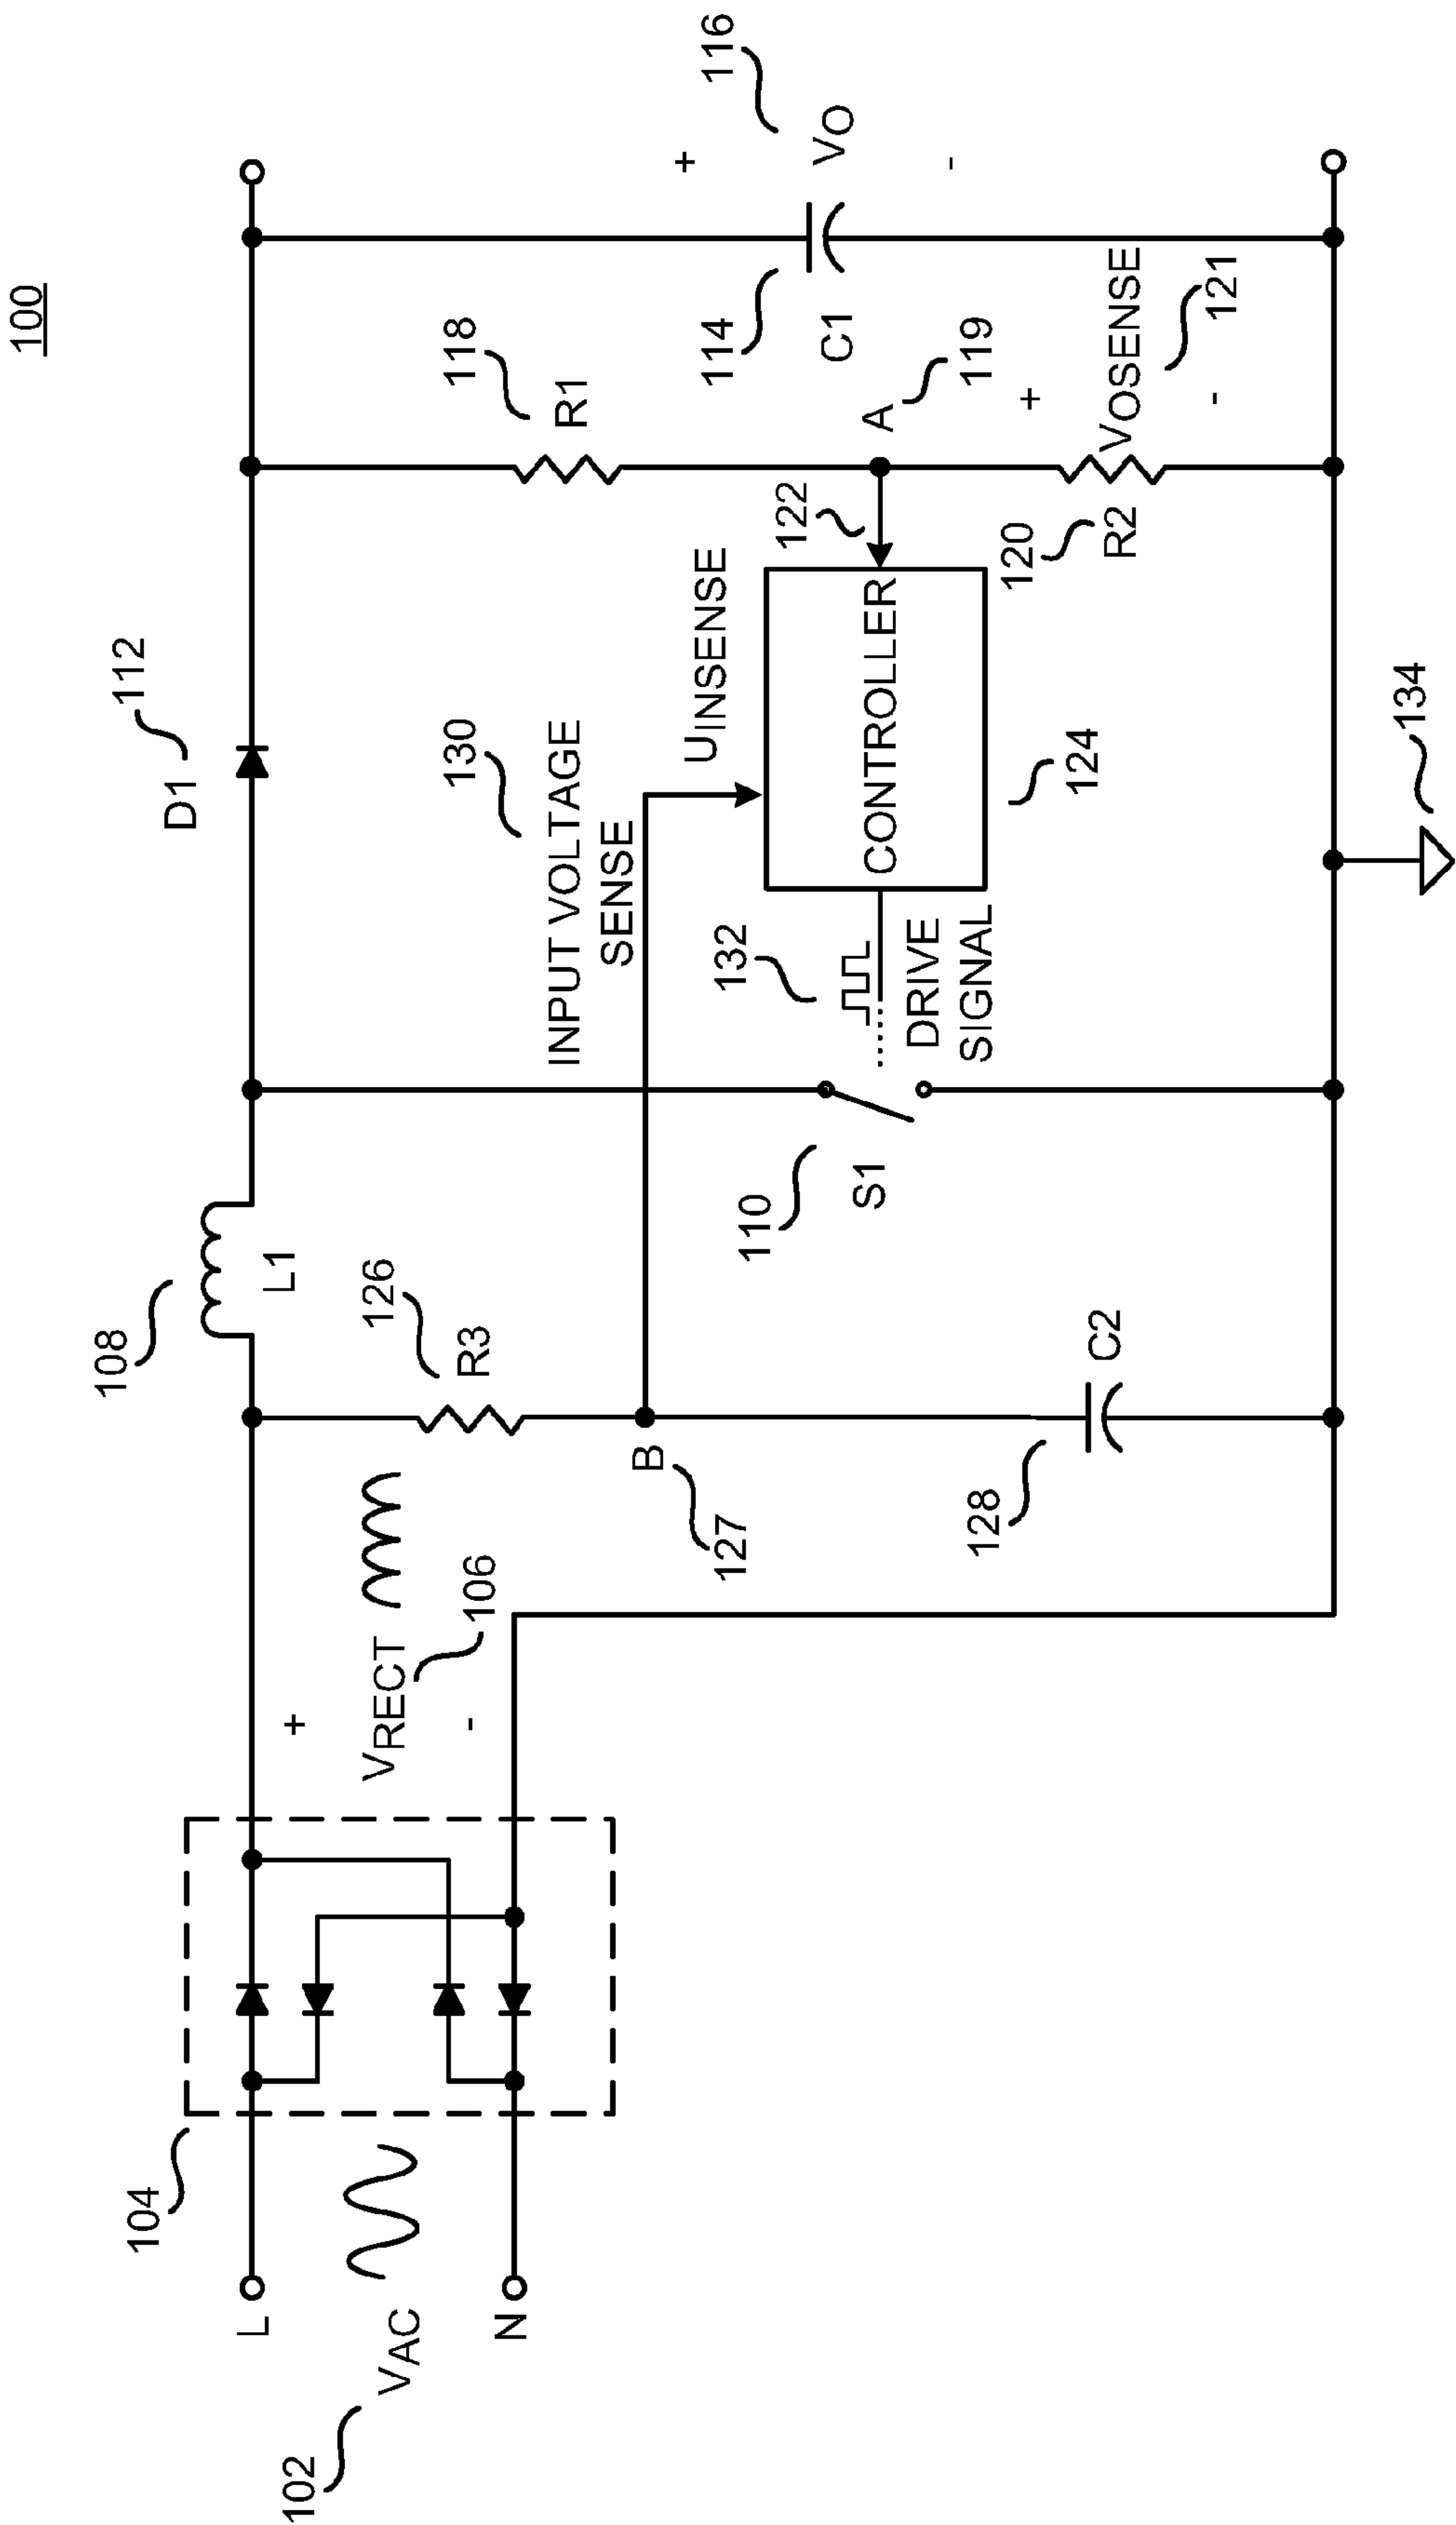 100
102
VAC
L
N
104
+
VRECT
-
106
108
L1
126
R3
B
127
128
C2
110
S1
D1
112
INPUT VOLTAGE
SENSE
130
UINSENSE
132
DRIVE
SIGNAL
CONTROLLER
124
122
134
118
R1
A
119
120
R2
+
VOSENSE
-
121
114
C1
+
VO
-
116